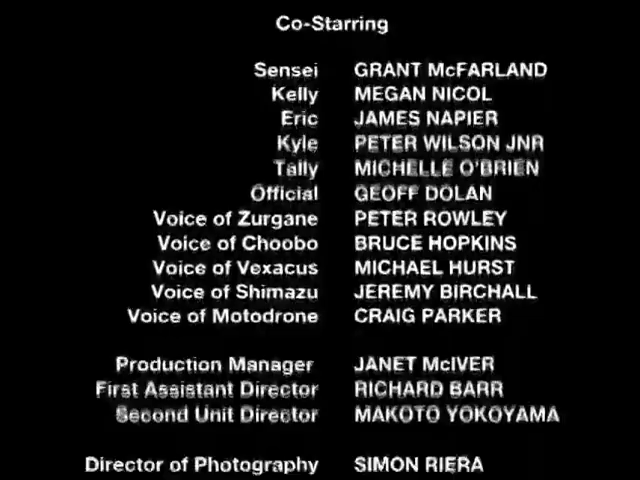 Co-Starring
Sensei GRANT McFARLAND
Kelly MEGAN NICOL
Eric JAMES NAPIER
Kyle PETER WILSON JNR
Tally MICHELLE O'BRIEN
Official GEOFF DOLAN
Voice of Zurgane PETER ROWLEY
Voice of Choobo BRUCE HOPKINS
Voice of Vexacus MICHAEL HURST
Voice of Shimazu JEREMY BIRCHALL
Voice of Motodrone CRAIG PARKER
Production Manager JANET McIVER
First Assistant Director RICHARD BARR
Second Unit Director MAKOTO YOKOYAMA
Director of Photography SIMON RIERA